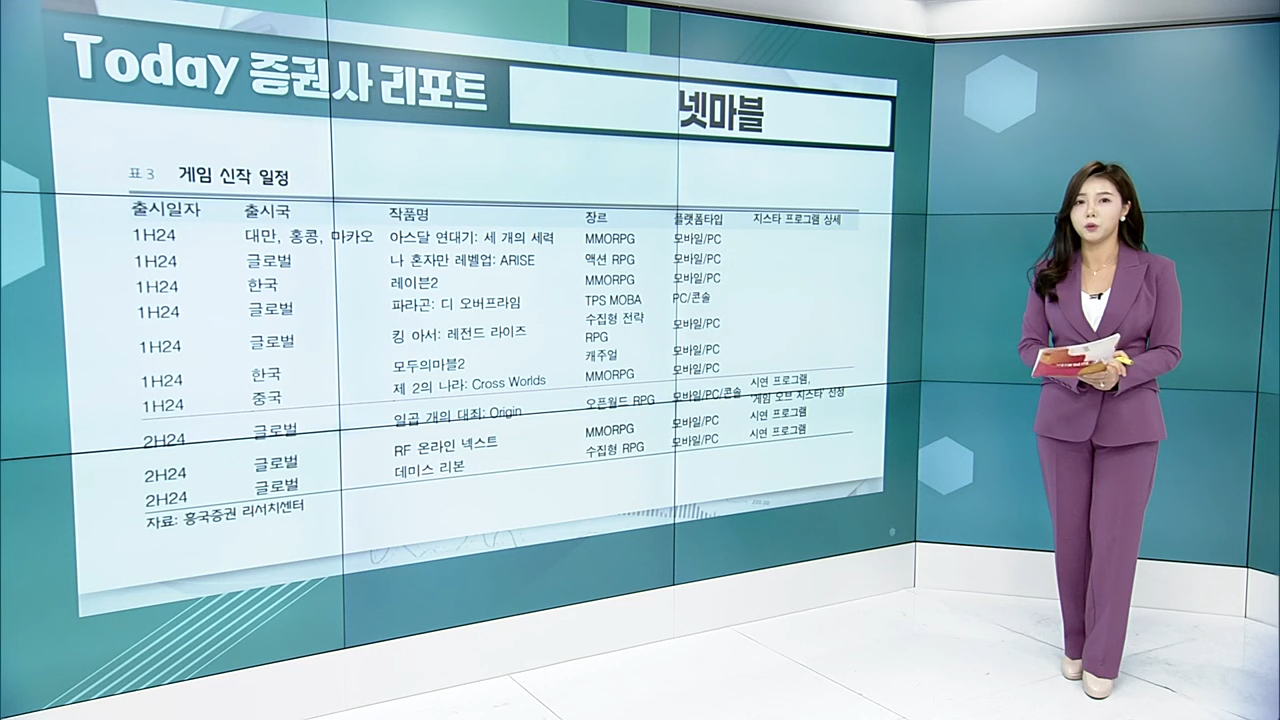 Today 증권사 리포트
넷마블
표 3 게임 신작 일정
출시일자 출시국 작품명 장르 플랫폼타입 지스타 프로그램 상세
1H24 대만, 홍콩, 마카오 아스달 연대기: 세 개의 세력 MMORPG 모바일/PC
1H24 글로벌 나 혼자만 레벨업: ARISE 액션 RPG 모바일/PC
1H24 한국 레이븐2 MMORPG 모바일/PC
1H24 글로벌 파라곤: 디 오버프라임 TPS MOBA PC/콘솔
1H24 글로벌 킹 아서: 레전드 라이즈 수집형 전략 RPG 모바일/PC
1H24 한국 모두의마블2 캐주얼 모바일/PC
1H24 중국 제 2의 나라: Cross Worlds MMORPG 모바일/PC
2H24 글로벌 일곱 개의 대죄: Origin 오픈월드 RPG 모바일/PC/콘솔 시연 프로그램, '게임 오브 지스타' 선정
2H24 글로벌 RF 온라인 넥스트 MMORPG 모바일/PC 시연 프로그램
2H24 글로벌 데미스 리본 수집형 RPG 모바일/PC 시연 프로그램
자료: 흥국증권 리서치센터